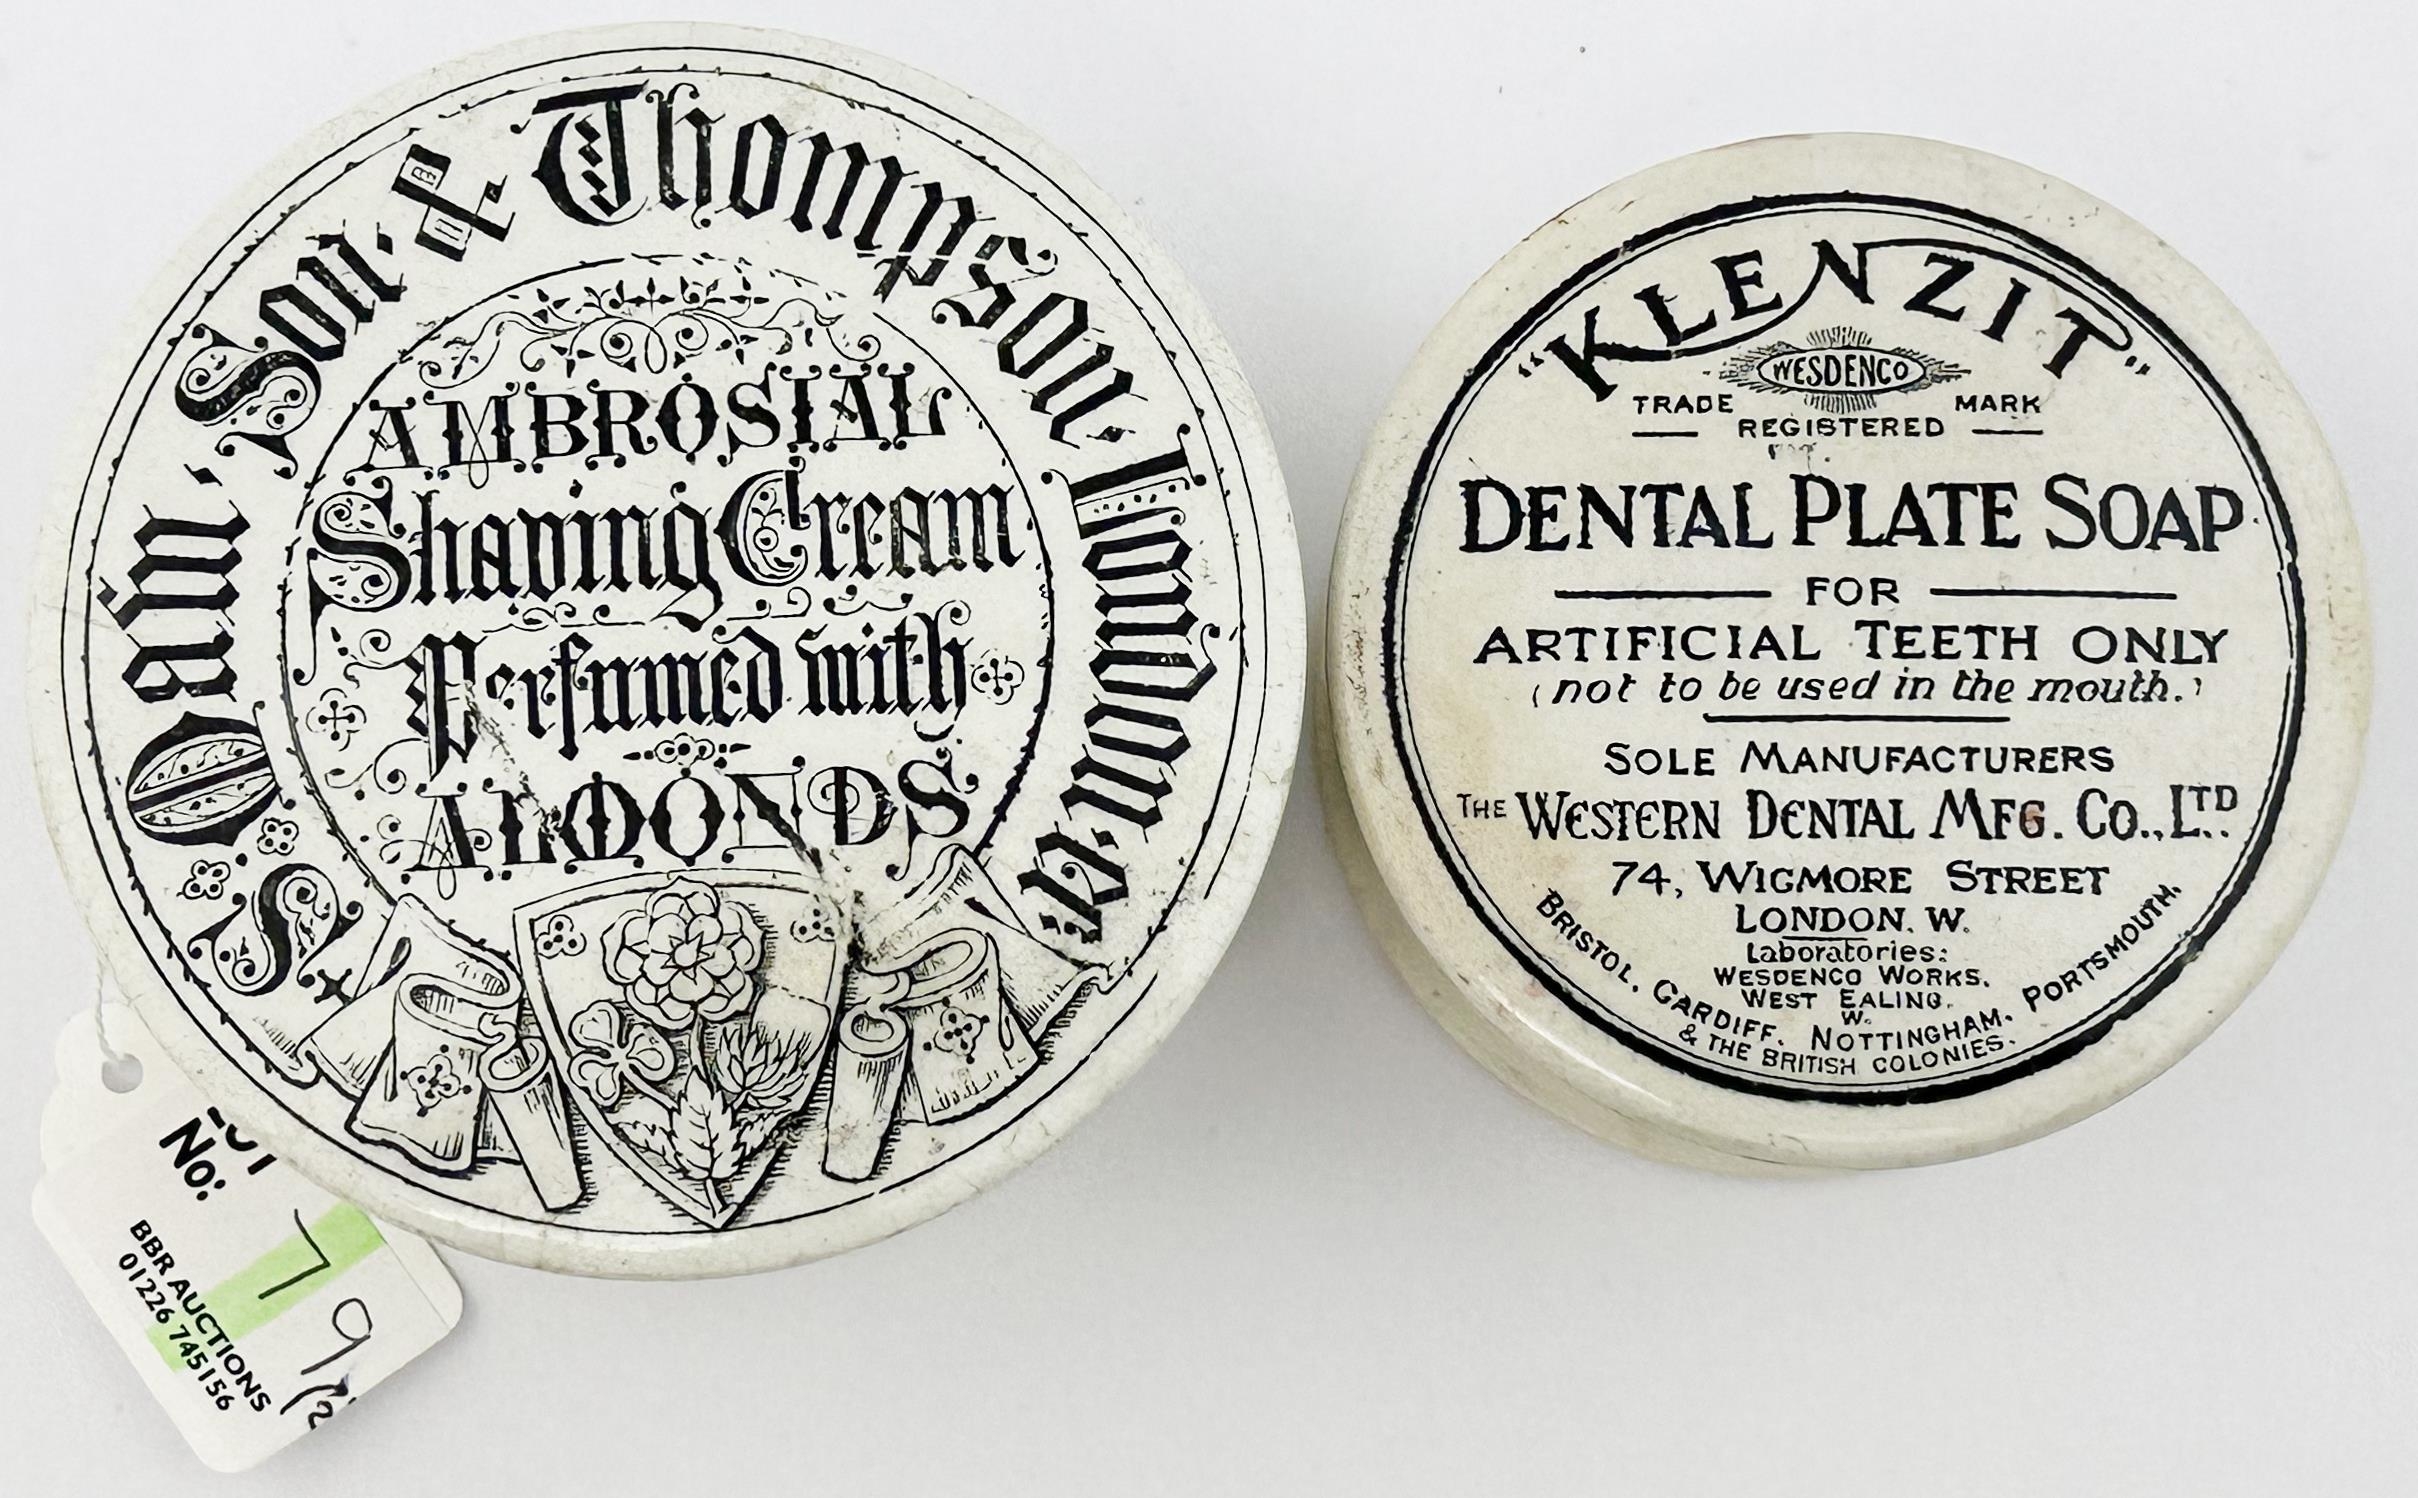 S. Dain. Son. & Thompson. London. E.C.
AMBROSIAL
Shaving Cream
Perfumed with
ALMONDS
No:
79
BBR AUCTIONS
01226 745156
"KLENZIT"
WESDENCO
TRADE MARK
REGISTERED
DENTAL PLATE SOAP
FOR
ARTIFICIAL TEETH ONLY
(not to be used in the mouth.)
SOLE MANUFACTURERS
THE WESTERN DENTAL MFG. CO., LTD.
74, WIGMORE STREET
LONDON. W.
Laboratories:
WESDENCO WORKS.
WEST EALING.
W.
BRISTOL. CARDIFF. NOTTINGHAM. PORTSMOUTH.
& THE BRITISH COLONIES.